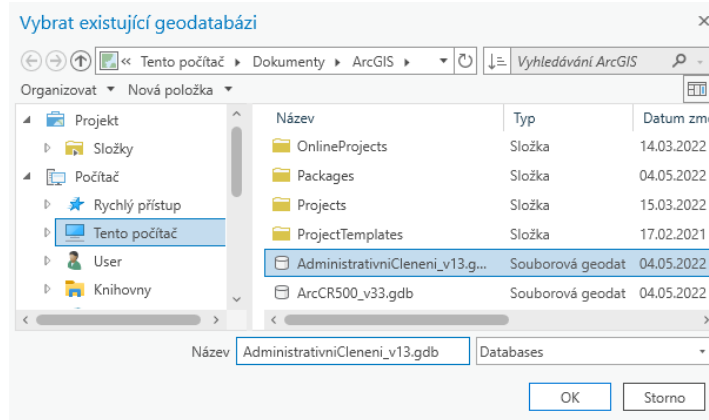 Vybrat existující geodatabázi
Tento počítač Dokumenty ArcGIS Vyhledávání ArcGIS
Organizovat Nová položka
Projekt
Složky
Počítač
Rychlý přístup
Tento počítač
User
Knihovny
Název Typ Datum změ
OnlineProjects Složka 14.03.2022
Packages Složka 04.05.2022
Projects Složka 15.03.2022
ProjectTemplates Složka 17.02.2021
AdministrativniCleneni_v13.g... Souborová geodat 04.05.2022
ArcCR500_v33.gdb Souborová geodat 04.05.2022
Název AdministrativniCleneni_v13.gdb Databases
OK Storno